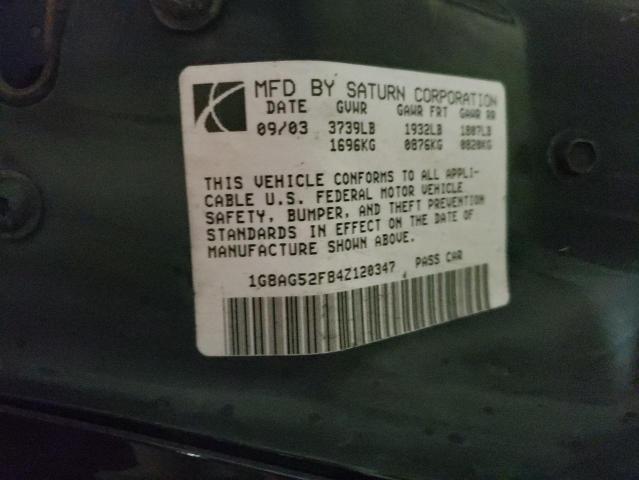 MFD BY SATURN CORPORATION
DATE GVWR GAWR FRT GAWR RR
09/03 3739LB 1932LB 1807LB
1696KG 0876KG 0820KG
THIS VEHICLE CONFORMS TO ALL APPLI-
CABLE U.S. FEDERAL MOTOR VEHICLE
SAFETY, BUMPER, AND THEFT PREVENTION
STANDARDS IN EFFECT ON THE DATE OF
MANUFACTURE SHOWN ABOVE.
1G8AG52F84Z120347 PASS CAR